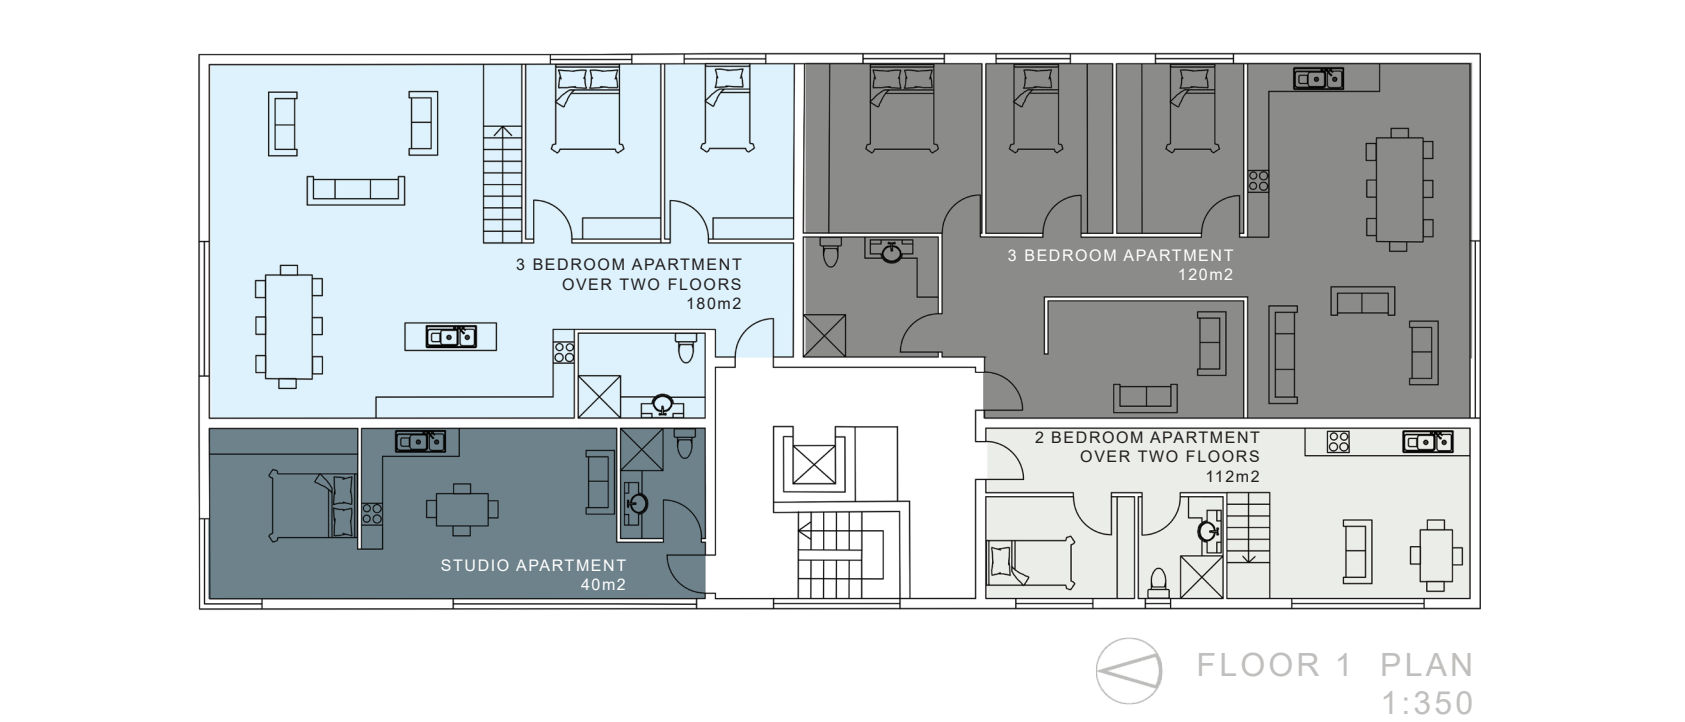 3 BEDROOM APARTMENT
OVER TWO FLOORS
180m2
3 BEDROOM APARTMENT
120m2
2 BEDROOM APARTMENT
OVER TWO FLOORS
112m2
STUDIO APARTMENT
40m2
FLOOR 1 PLAN
1:350